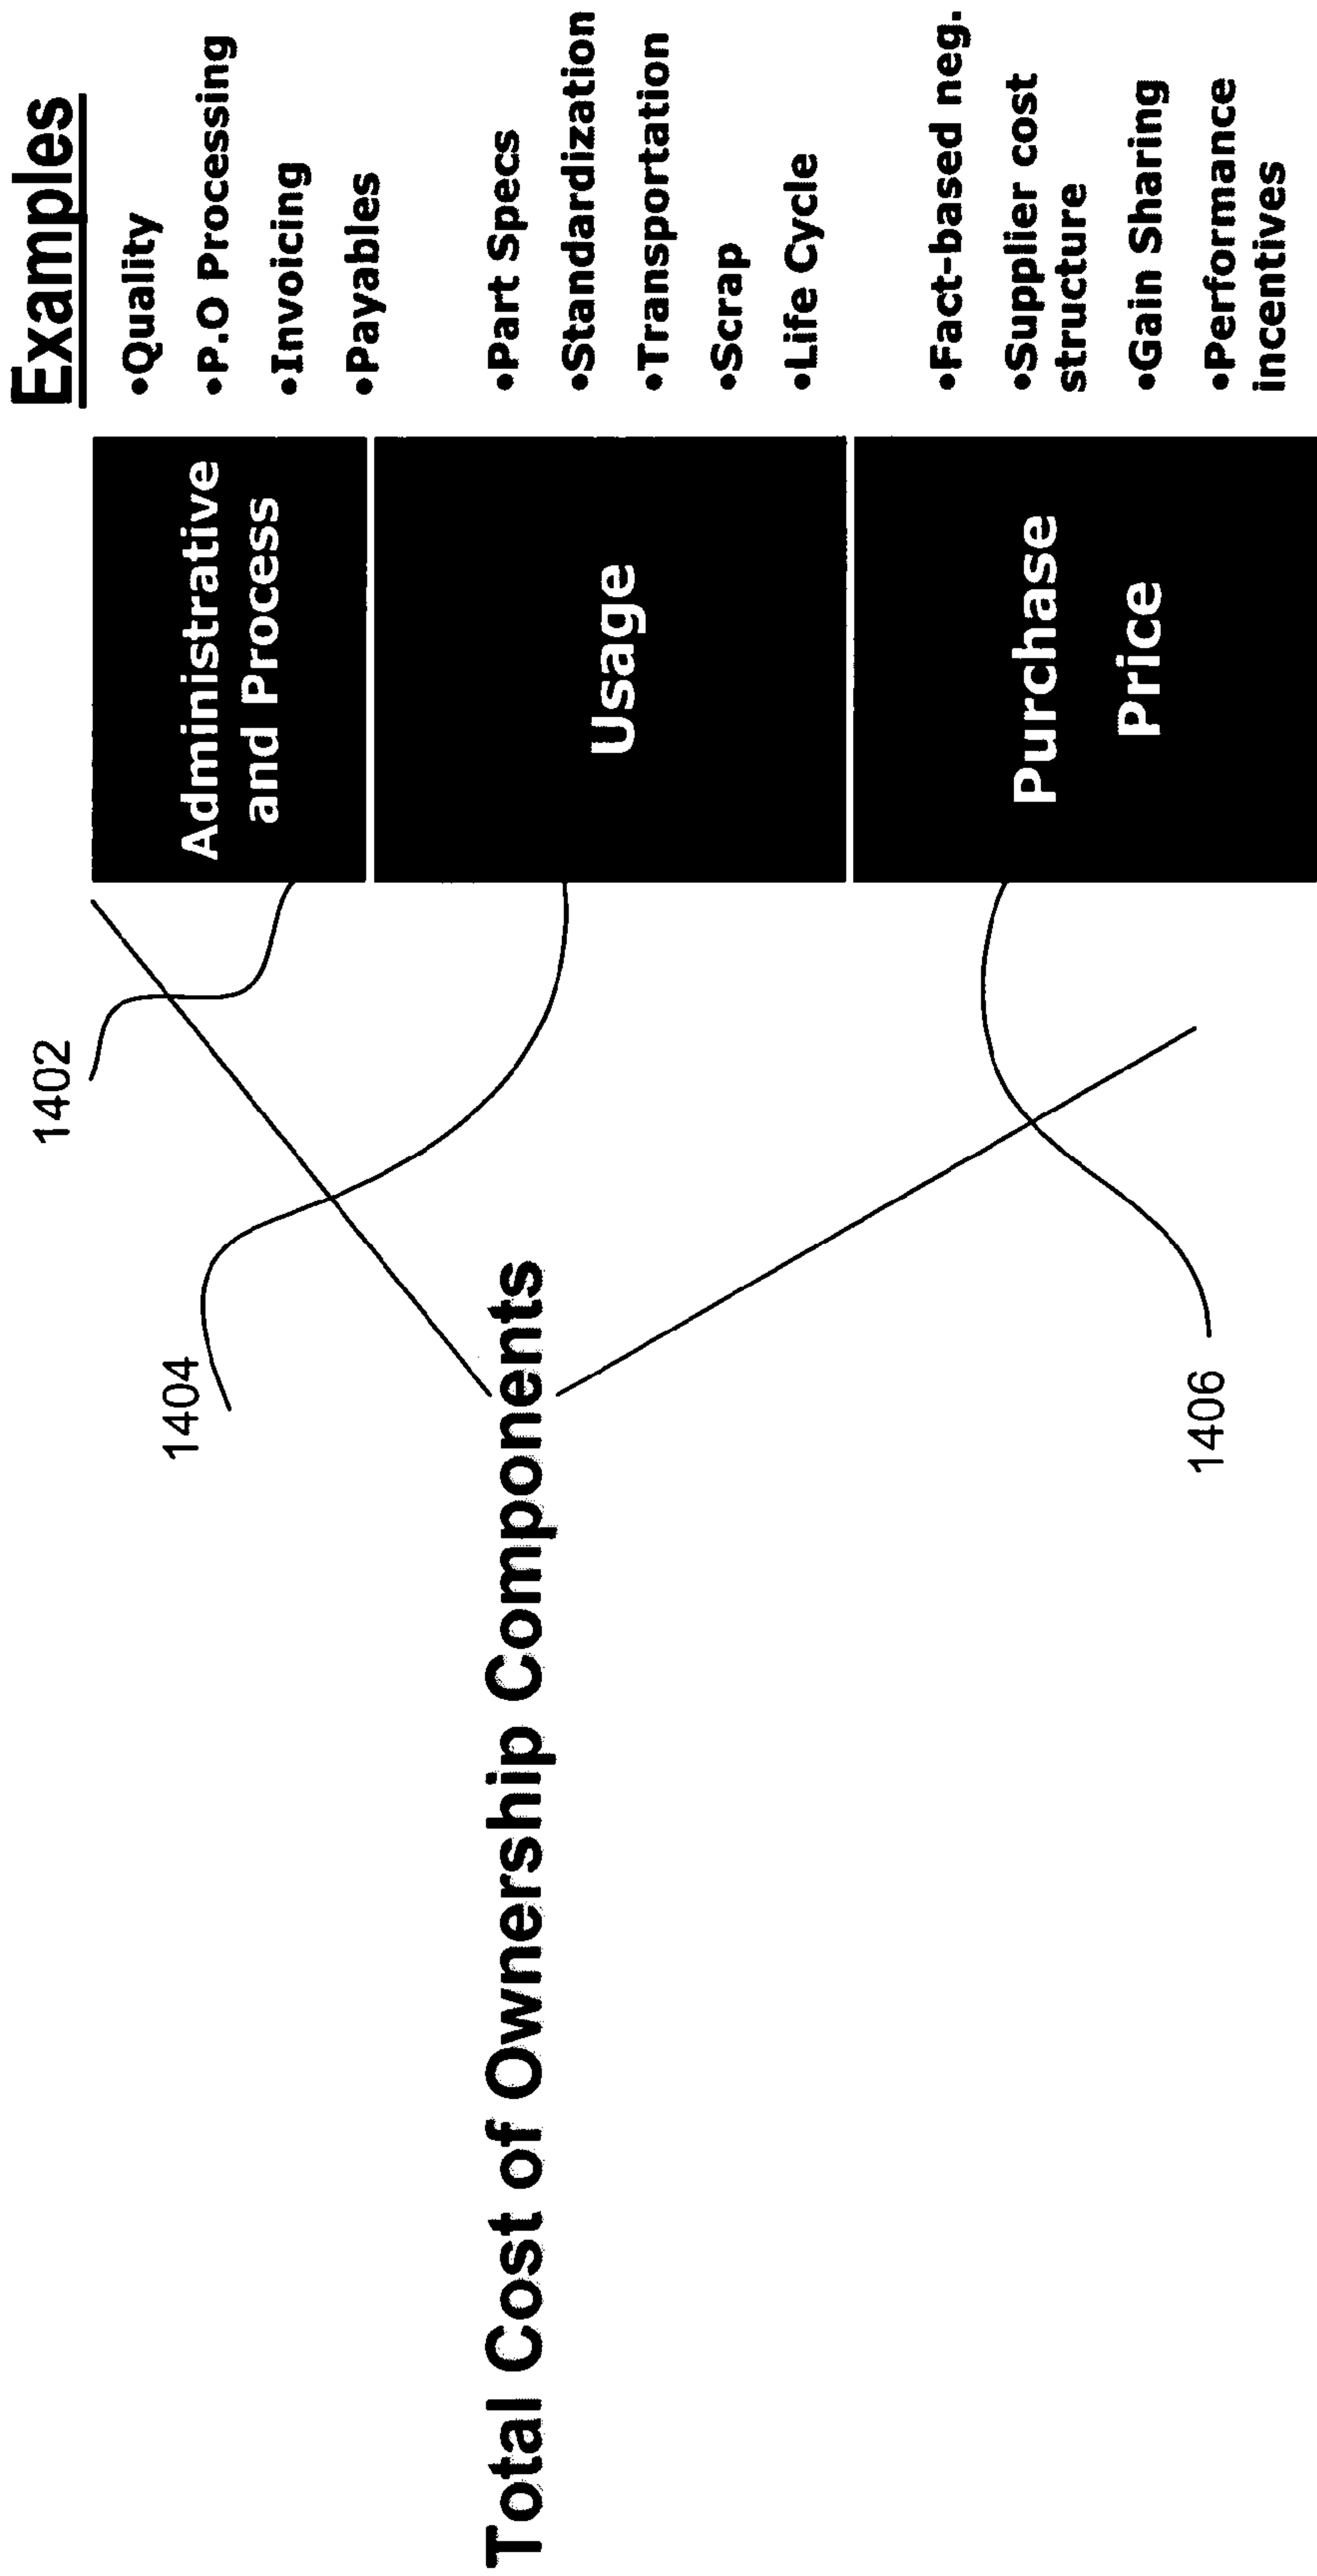 Total Cost of Ownership Components
1402
1404
1406
Administrative
and Process
Usage
Purchase
Price
Examples
•Quality
•P.O Processing
•Invoicing
•Payables
•Part Specs
•Standardization
•Transportation
•Scrap
•Life Cycle
•Fact-based neg.
•Supplier cost
structure
•Gain Sharing
•Performance
incentives